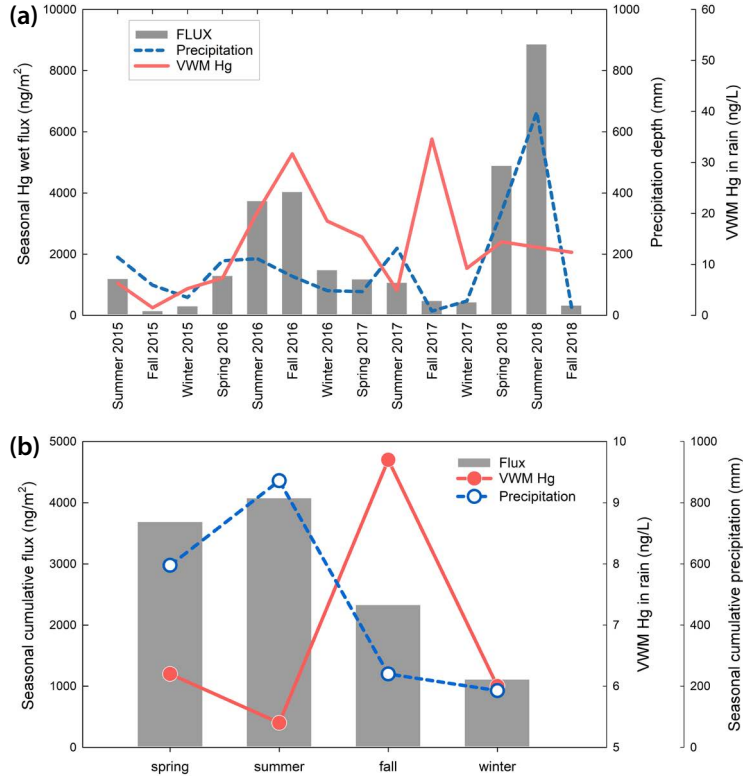 (a)
Seasonal Hg wet flux (ng/m²)
10000
8000
6000
4000
2000
0
FLUX
Precipitation
VWM Hg
1000
800
600
400
200
0
Precipitation depth (mm)
60
50
40
30
20
10
0
VWM Hg
in rain (ng/L)
Summer 2015
Fall 2015
Winter 2015
Spring 2016
Summer 2016
Fall 2016
Winter 2016
Spring 2017
Summer 2017
Fall 2017
Winter 2017
Spring 2018
Summer 2018
Fall 2018
(b)
Seasonal cumulative flux (ng/m²)
5000
4000
3000
2000
1000
0
Flux
VWM Hg
Precipitation
10
9
8
7
6
5
VWM Hg in rain (ng/L)
1000
800
600
400
200
0
Seasonal cumulative precipitation (mm)
spring
summer
fall
winter